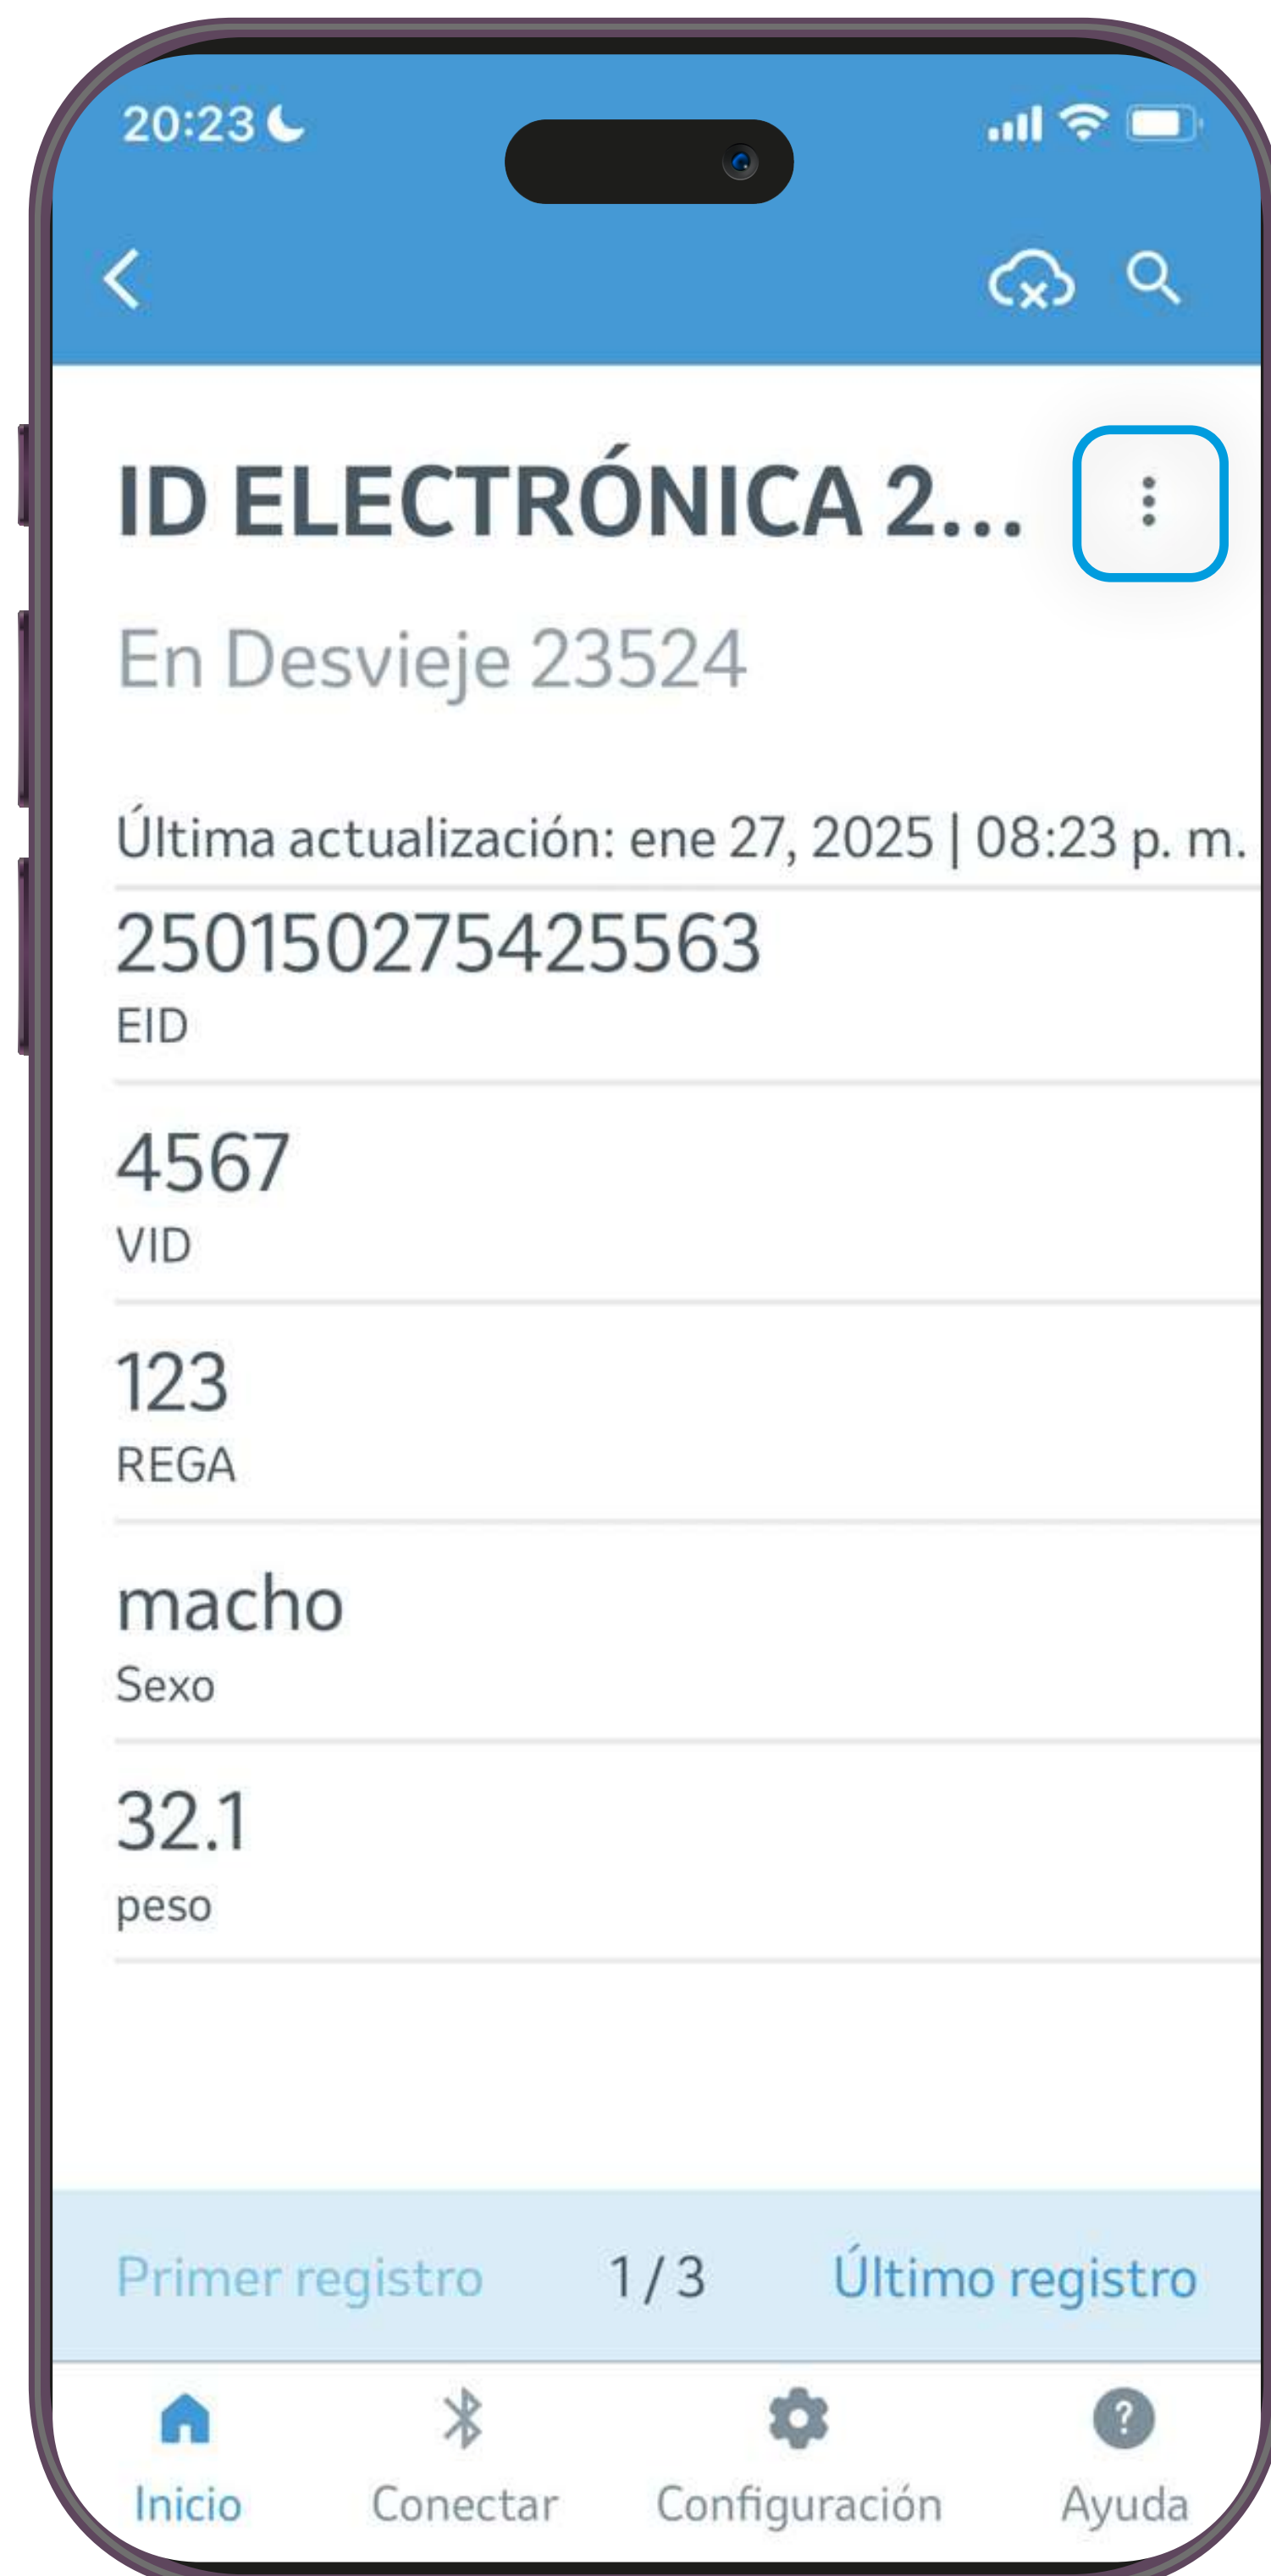 20:23
ID ELECTRÓNICA 2...
En Desvieje 23524
Última actualización: ene 27, 2025 | 08:23 p. m.
250150275425563
EID
4567
VID
123
REGA
macho
Sexo
32.1
peso
Primer registro 1 / 3 Último registro
Inicio Conectar Configuración Ayuda